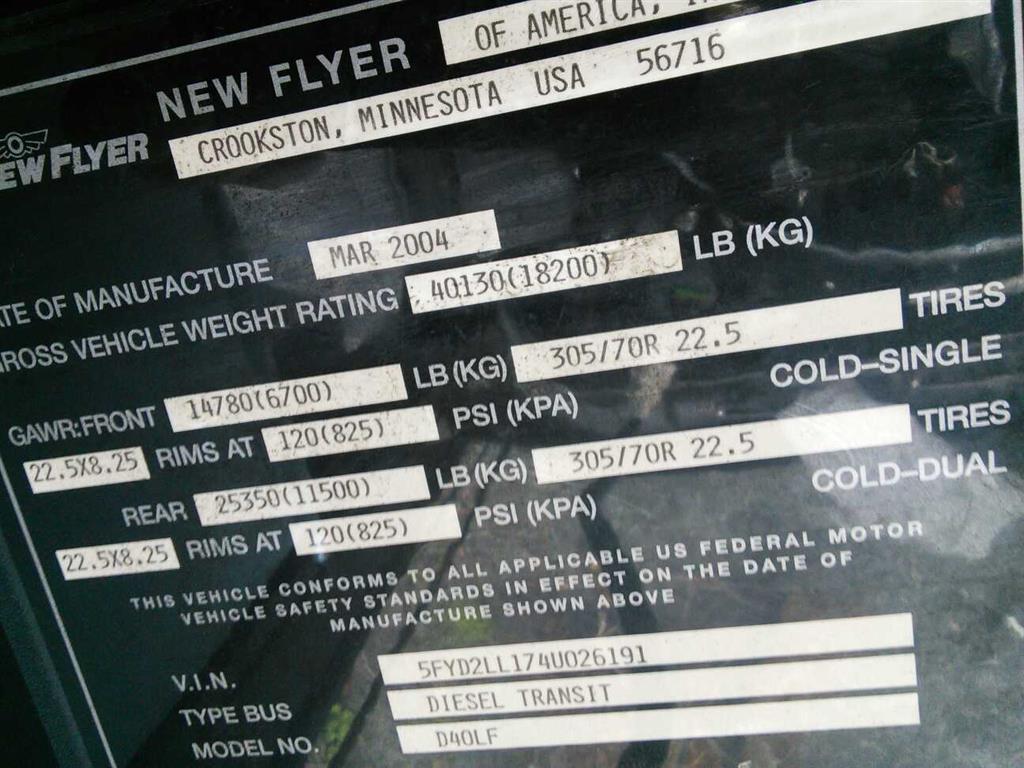 NEW FLYER OF AMERICA,
CROOKSTON, MINNESOTA USA 56716
EW FLYER
TE OF MANUFACTURE MAR 2004
ROSS VEHICLE WEIGHT RATING 40130(18200) LB (KG)
GAWR:FRONT 14780(6700) LB (KG) 305/70R 22.5 TIRES
22.5X8.25 RIMS AT 120(825) PSI (KPA) COLD–SINGLE
REAR 25350(11500) LB (KG) 305/70R 22.5 TIRES
22.5X8.25 RIMS AT 120(825) PSI (KPA) COLD–DUAL
THIS VEHICLE CONFORMS TO ALL APPLICABLE US FEDERAL MOTOR
VEHICLE SAFETY STANDARDS IN EFFECT ON THE DATE OF
MANUFACTURE SHOWN ABOVE
V.I.N. 5FYD2LL174U026191
TYPE BUS DIESEL TRANSIT
MODEL NO. D40LF